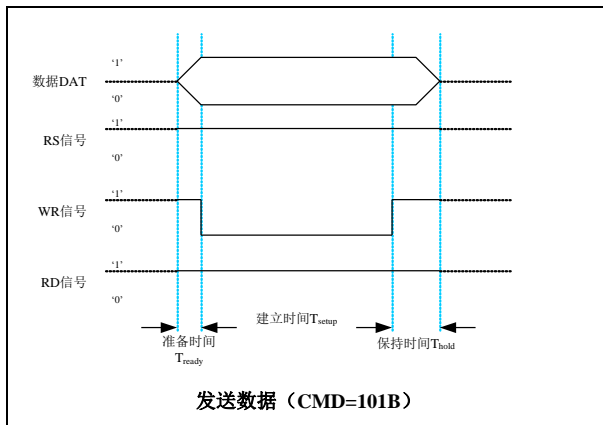 ‘1’
数据DAT
‘0’
‘1’
RS信号
‘0’
‘1’
WR信号
‘0’
‘1’
RD信号
‘0’
建立时间Tsetup
准备时间
Tready
保持时间Thold
发送数据（CMD=101B）